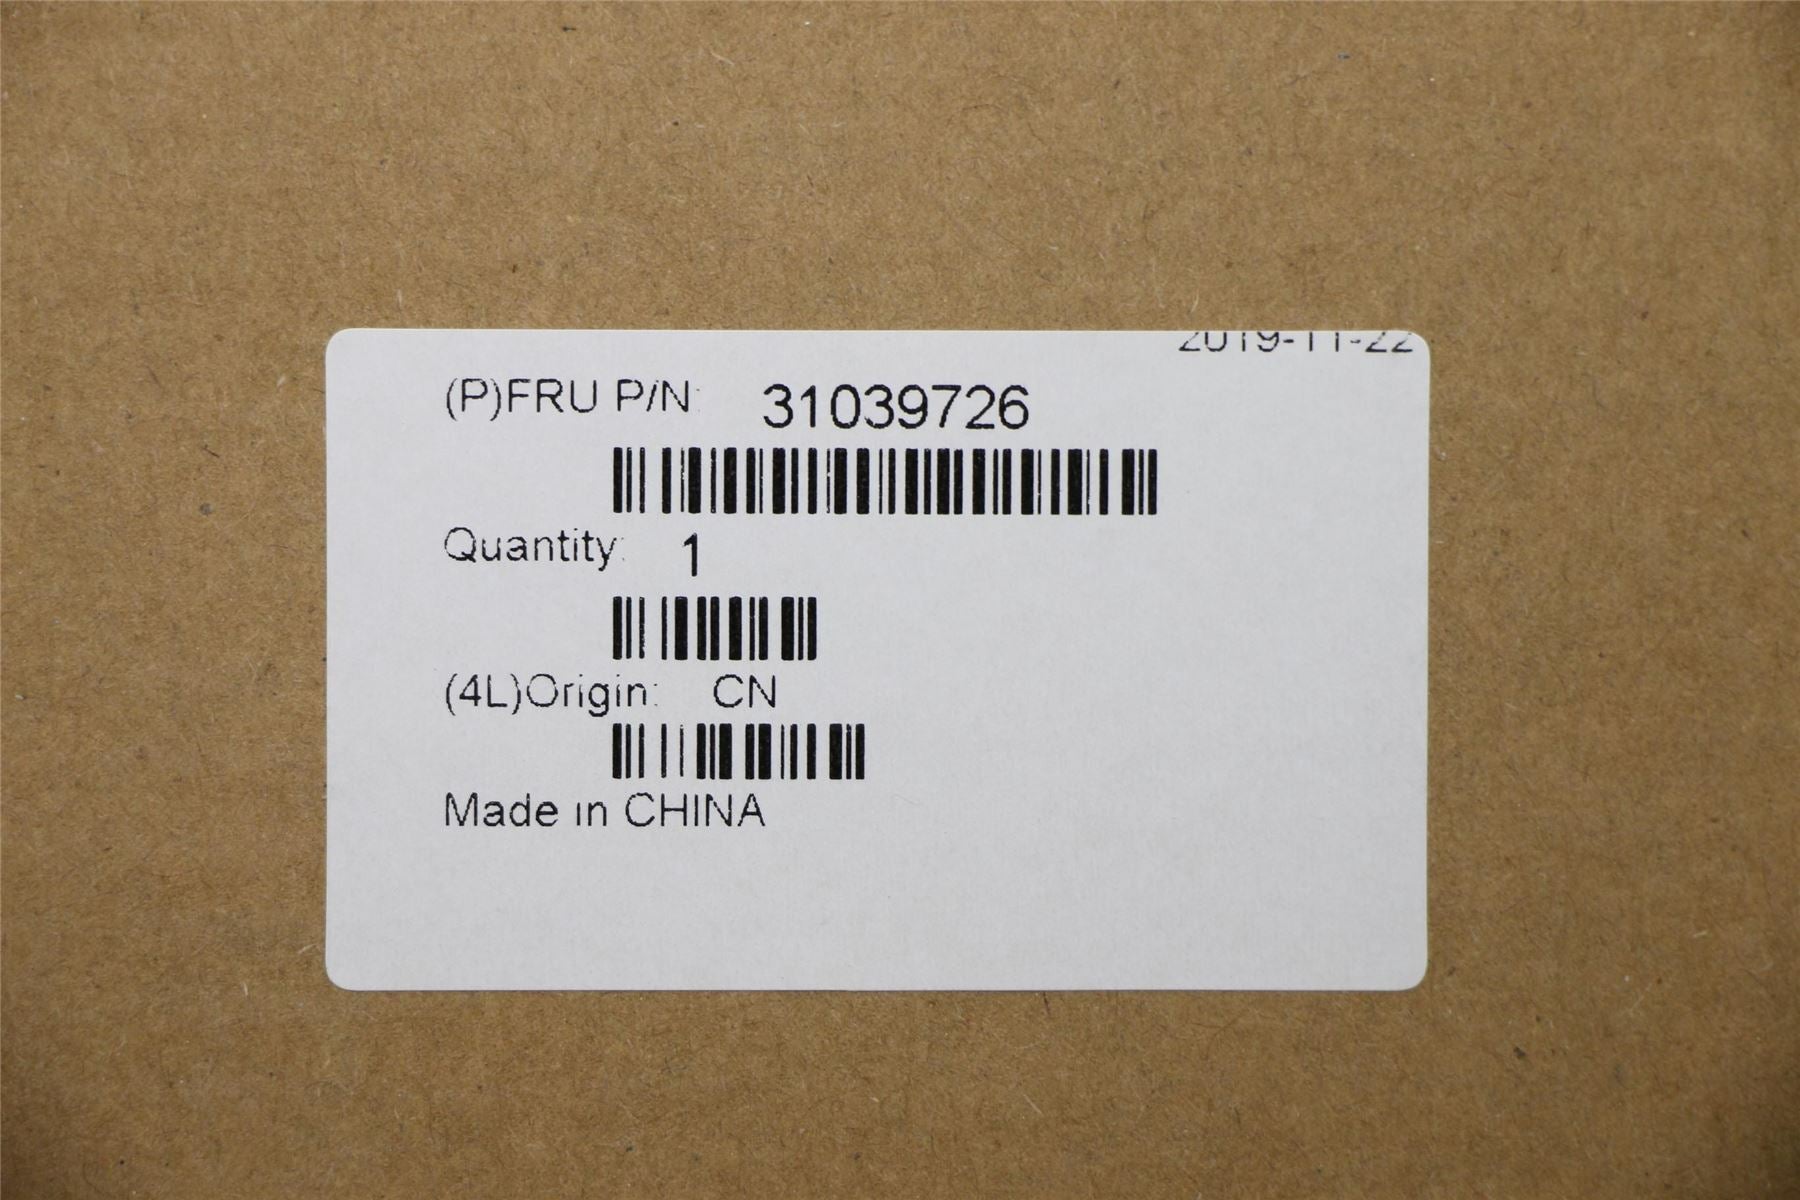 2019-11-22
(P)FRU P/N: 31039726
Quantity: 1
(4L)Origin: CN
Made in CHINA